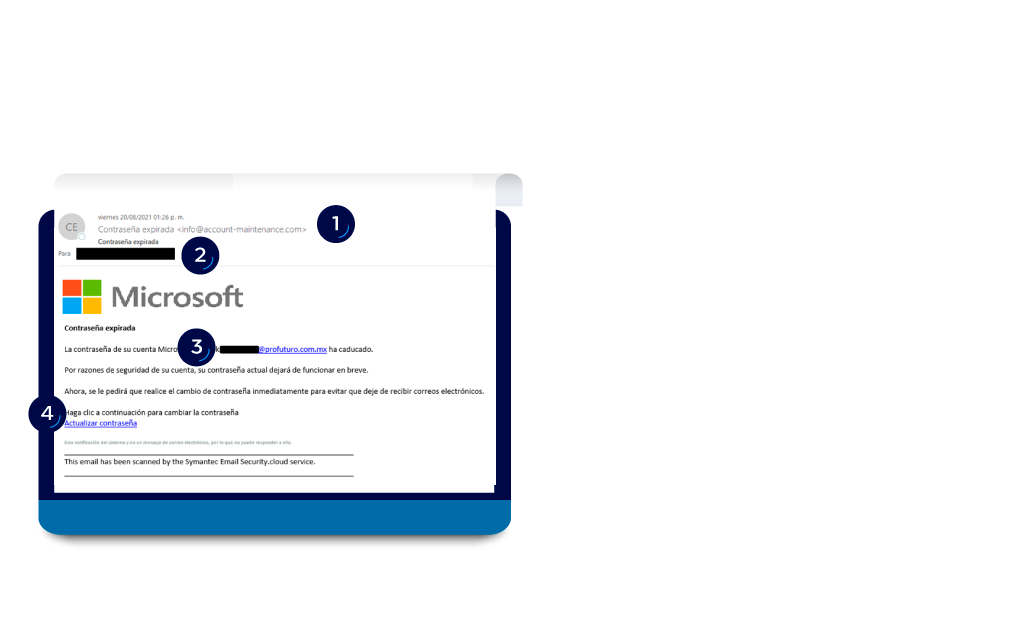 viernes 20/08/2021 01:26 p. m.
CE
Contraseña expirada <info@account-maintenance.com>
1
Contraseña expirada
Para
2
Microsoft
Contraseña expirada
La contraseña de su cuenta Micro 3 k @profuturo.com.mx ha caducado.
Por razones de seguridad de su cuenta, su contraseña actual dejará de funcionar en breve.
Ahora, se le pedirá que realice el cambio de contraseña inmediatamente para evitar que deje de recibir correos electrónicos.
4
Haga clic a continuación para cambiar la contraseña
Actualizar contraseña
Esta notificación del sistema y no un mensaje de correo electrónico, por lo que no puede responder a ella.
This email has been scanned by the Symantec Email Security.cloud service.